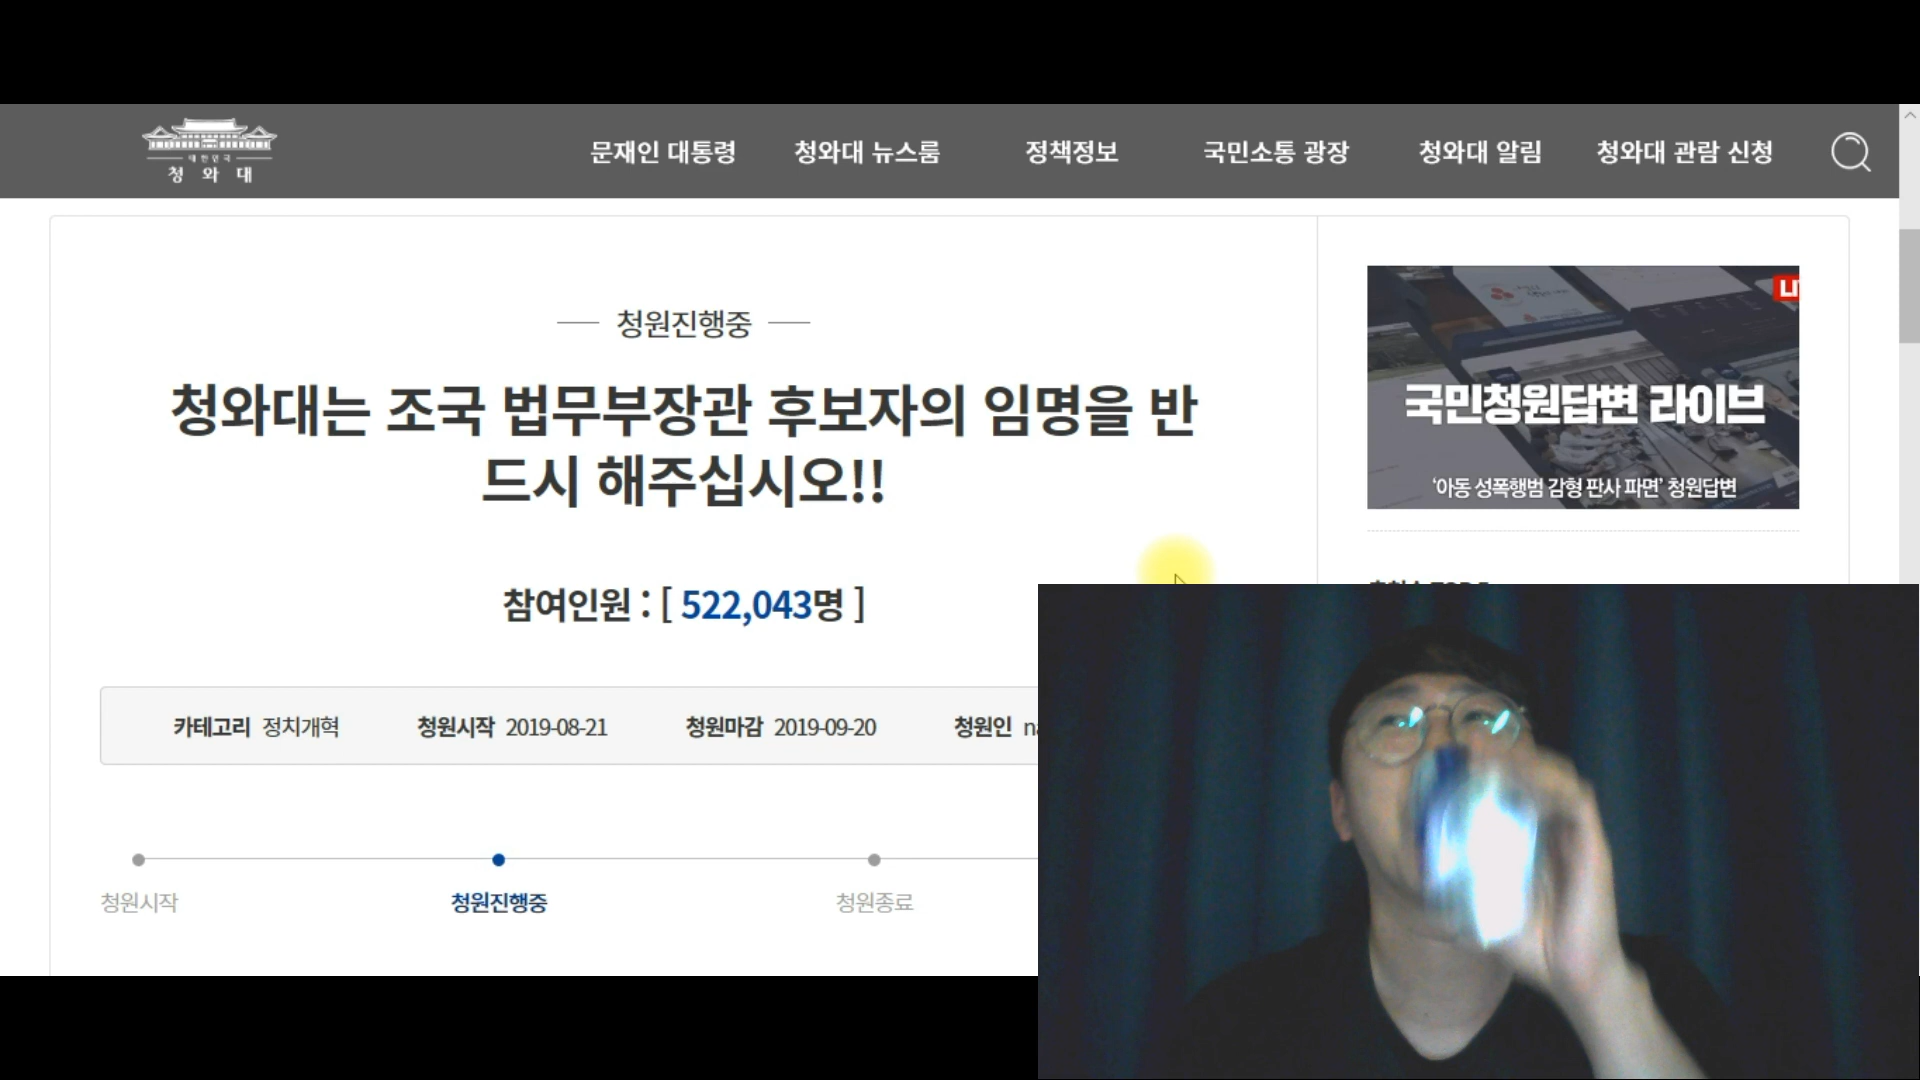 대한민국
청와대
문재인 대통령
청와대 뉴스룸
정책정보
국민소통 광장
청와대 알림
청와대 관람 신청
청원진행중
청와대는 조국 법무부장관 후보자의 임명을 반
드시 해주십시오!!
참여인원 : [ 522,043명 ]
카테고리 정치개혁
청원시작 2019-08-21
청원마감 2019-09-20
청원인
청원시작
청원진행중
청원종료
국민청원답변 라이브
'아동 성폭행범 감형 판사 파면' 청원답변